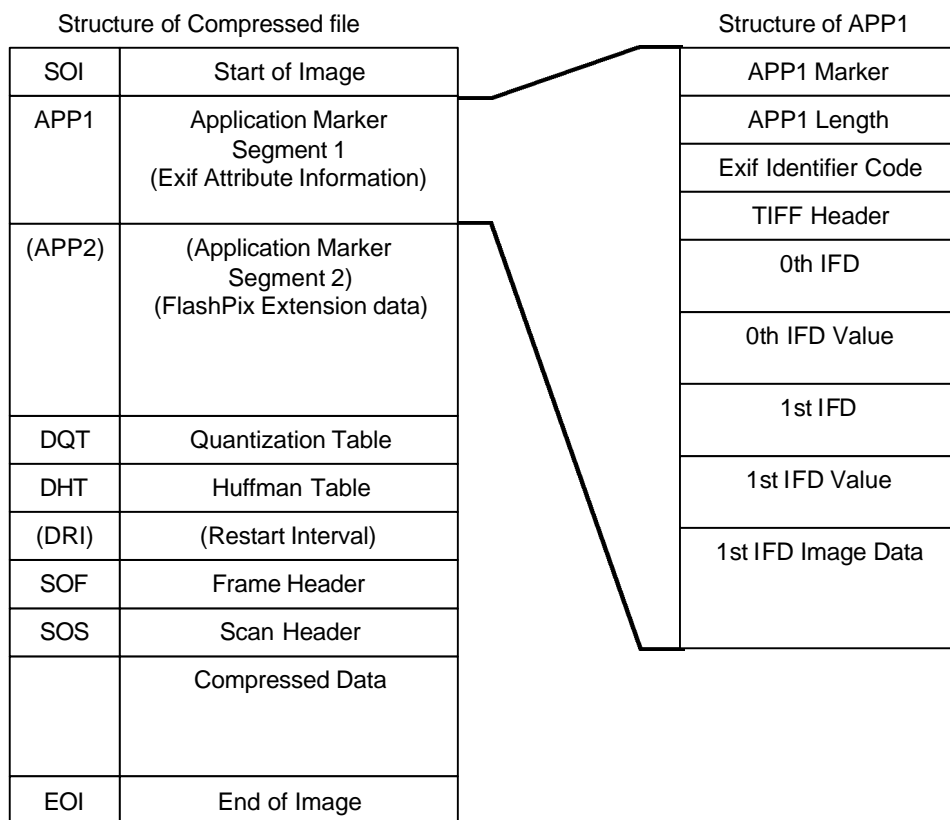 Structure of Compressed file
SOI Start of Image
APP1 Application Marker
Segment 1
(Exif Attribute Information)
(APP2) (Application Marker
Segment 2)
(FlashPix Extension data)
DQT Quantization Table
DHT Huffman Table
(DRI) (Restart Interval)
SOF Frame Header
SOS Scan Header
Compressed Data
EOI End of Image
Structure of APP1
APP1 Marker
APP1 Length
Exif Identifier Code
TIFF Header
0th IFD
0th IFD Value
1st IFD
1st IFD Value
1st IFD Image Data